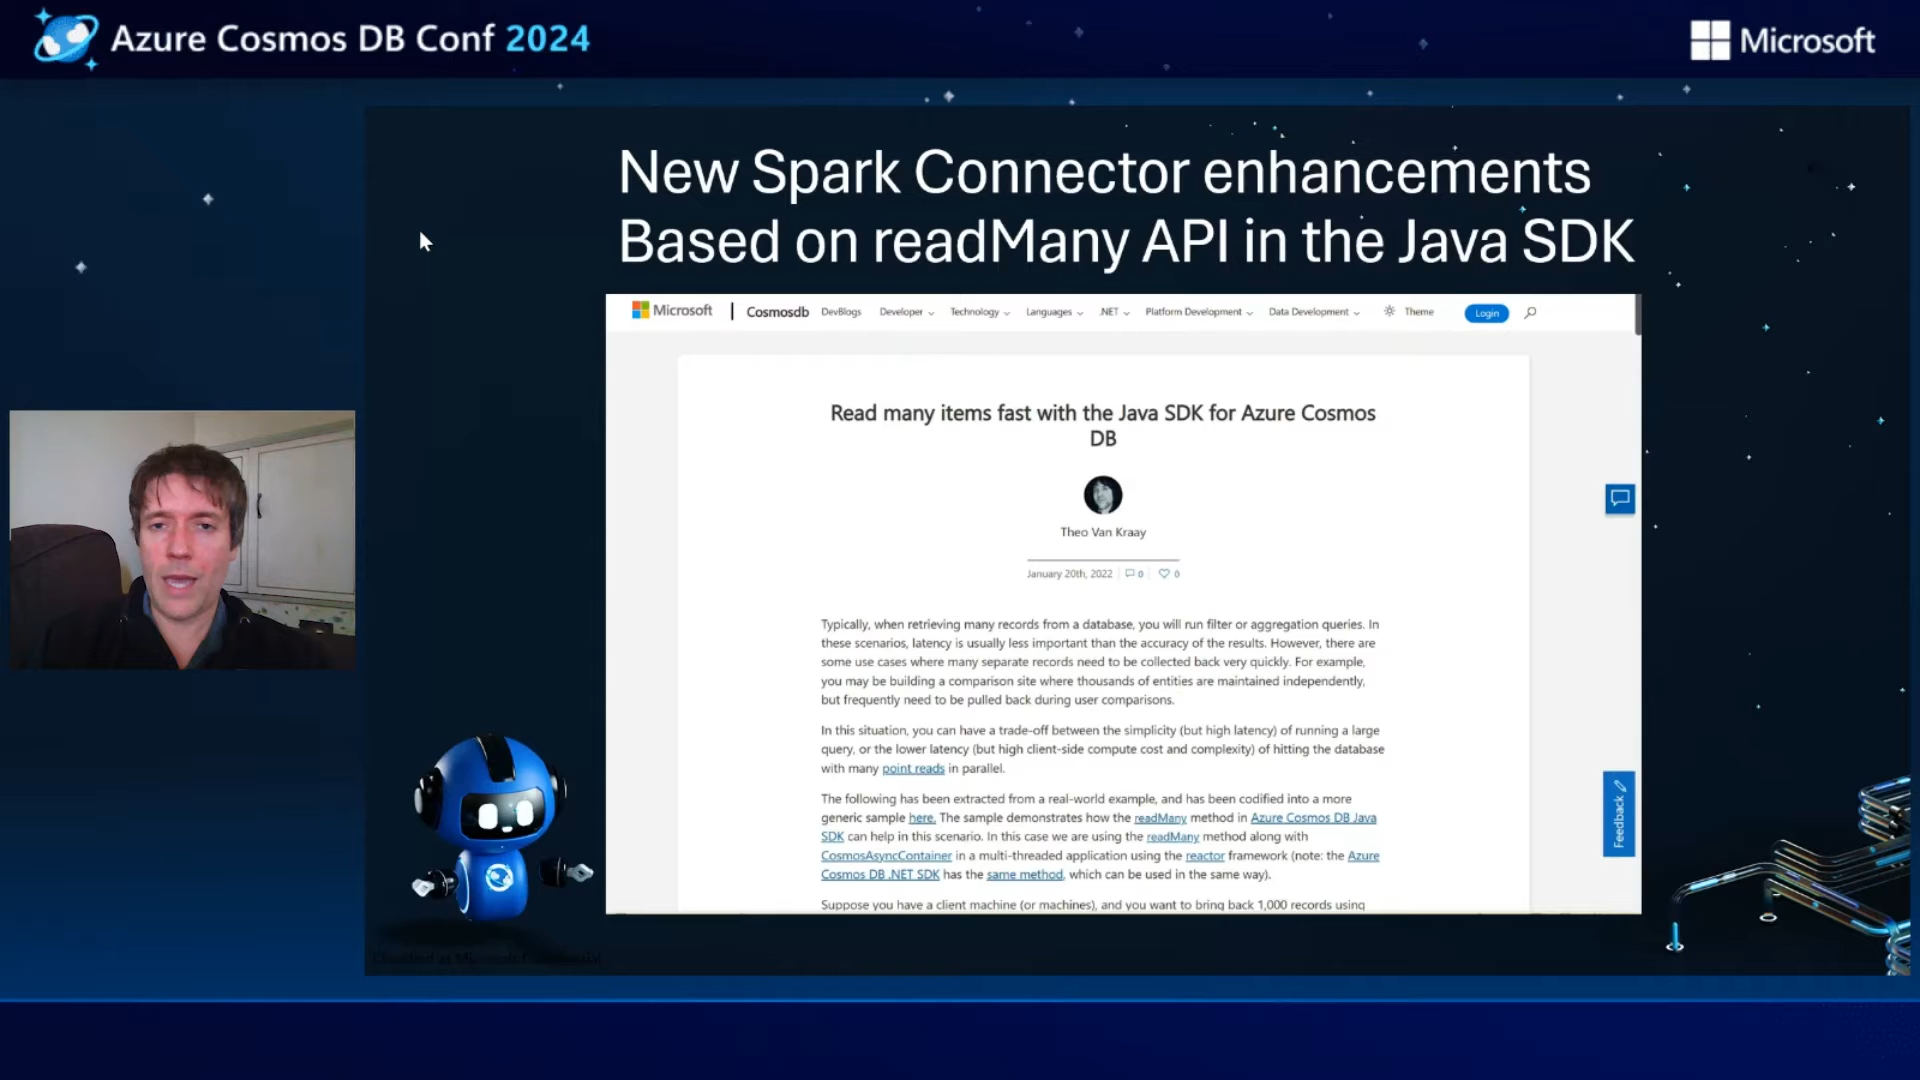 Azure Cosmos DB Conf 2024
Microsoft
New Spark Connector enhancements
Based on readMany API in the Java SDK
Microsoft | Cosmosdb DevBlogs Developer Technology Languages .NET Platform Development Data Development Theme Login
Read many items fast with the Java SDK for Azure Cosmos
DB
Theo Van Kraay
January 20th, 2022 0 0
Typically, when retrieving many records from a database, you will run filter or aggregation queries. In
these scenarios, latency is usually less important than the accuracy of the results. However, there are
some use cases where many separate records need to be collected back very quickly. For example,
you may be building a comparison site where thousands of entities are maintained independently,
but frequently need to be pulled back during user comparisons.
In this situation, you can have a trade-off between the simplicity (but high latency) of running a large
query, or the lower latency (but high client-side compute cost and complexity) of hitting the database
with many point reads in parallel.
The following has been extracted from a real-world example, and has been codified into a more
generic sample here. The sample demonstrates how the readMany method in Azure Cosmos DB Java
SDK can help in this scenario. In this case we are using the readMany method along with
CosmosAsyncContainer in a multi-threaded application using the reactor framework (note: the Azure
Cosmos DB .NET SDK has the same method, which can be used in the same way).
Suppose you have a client machine (or machines), and you want to bring back 1,000 records using
Feedback
Classified as Microsoft Confidential